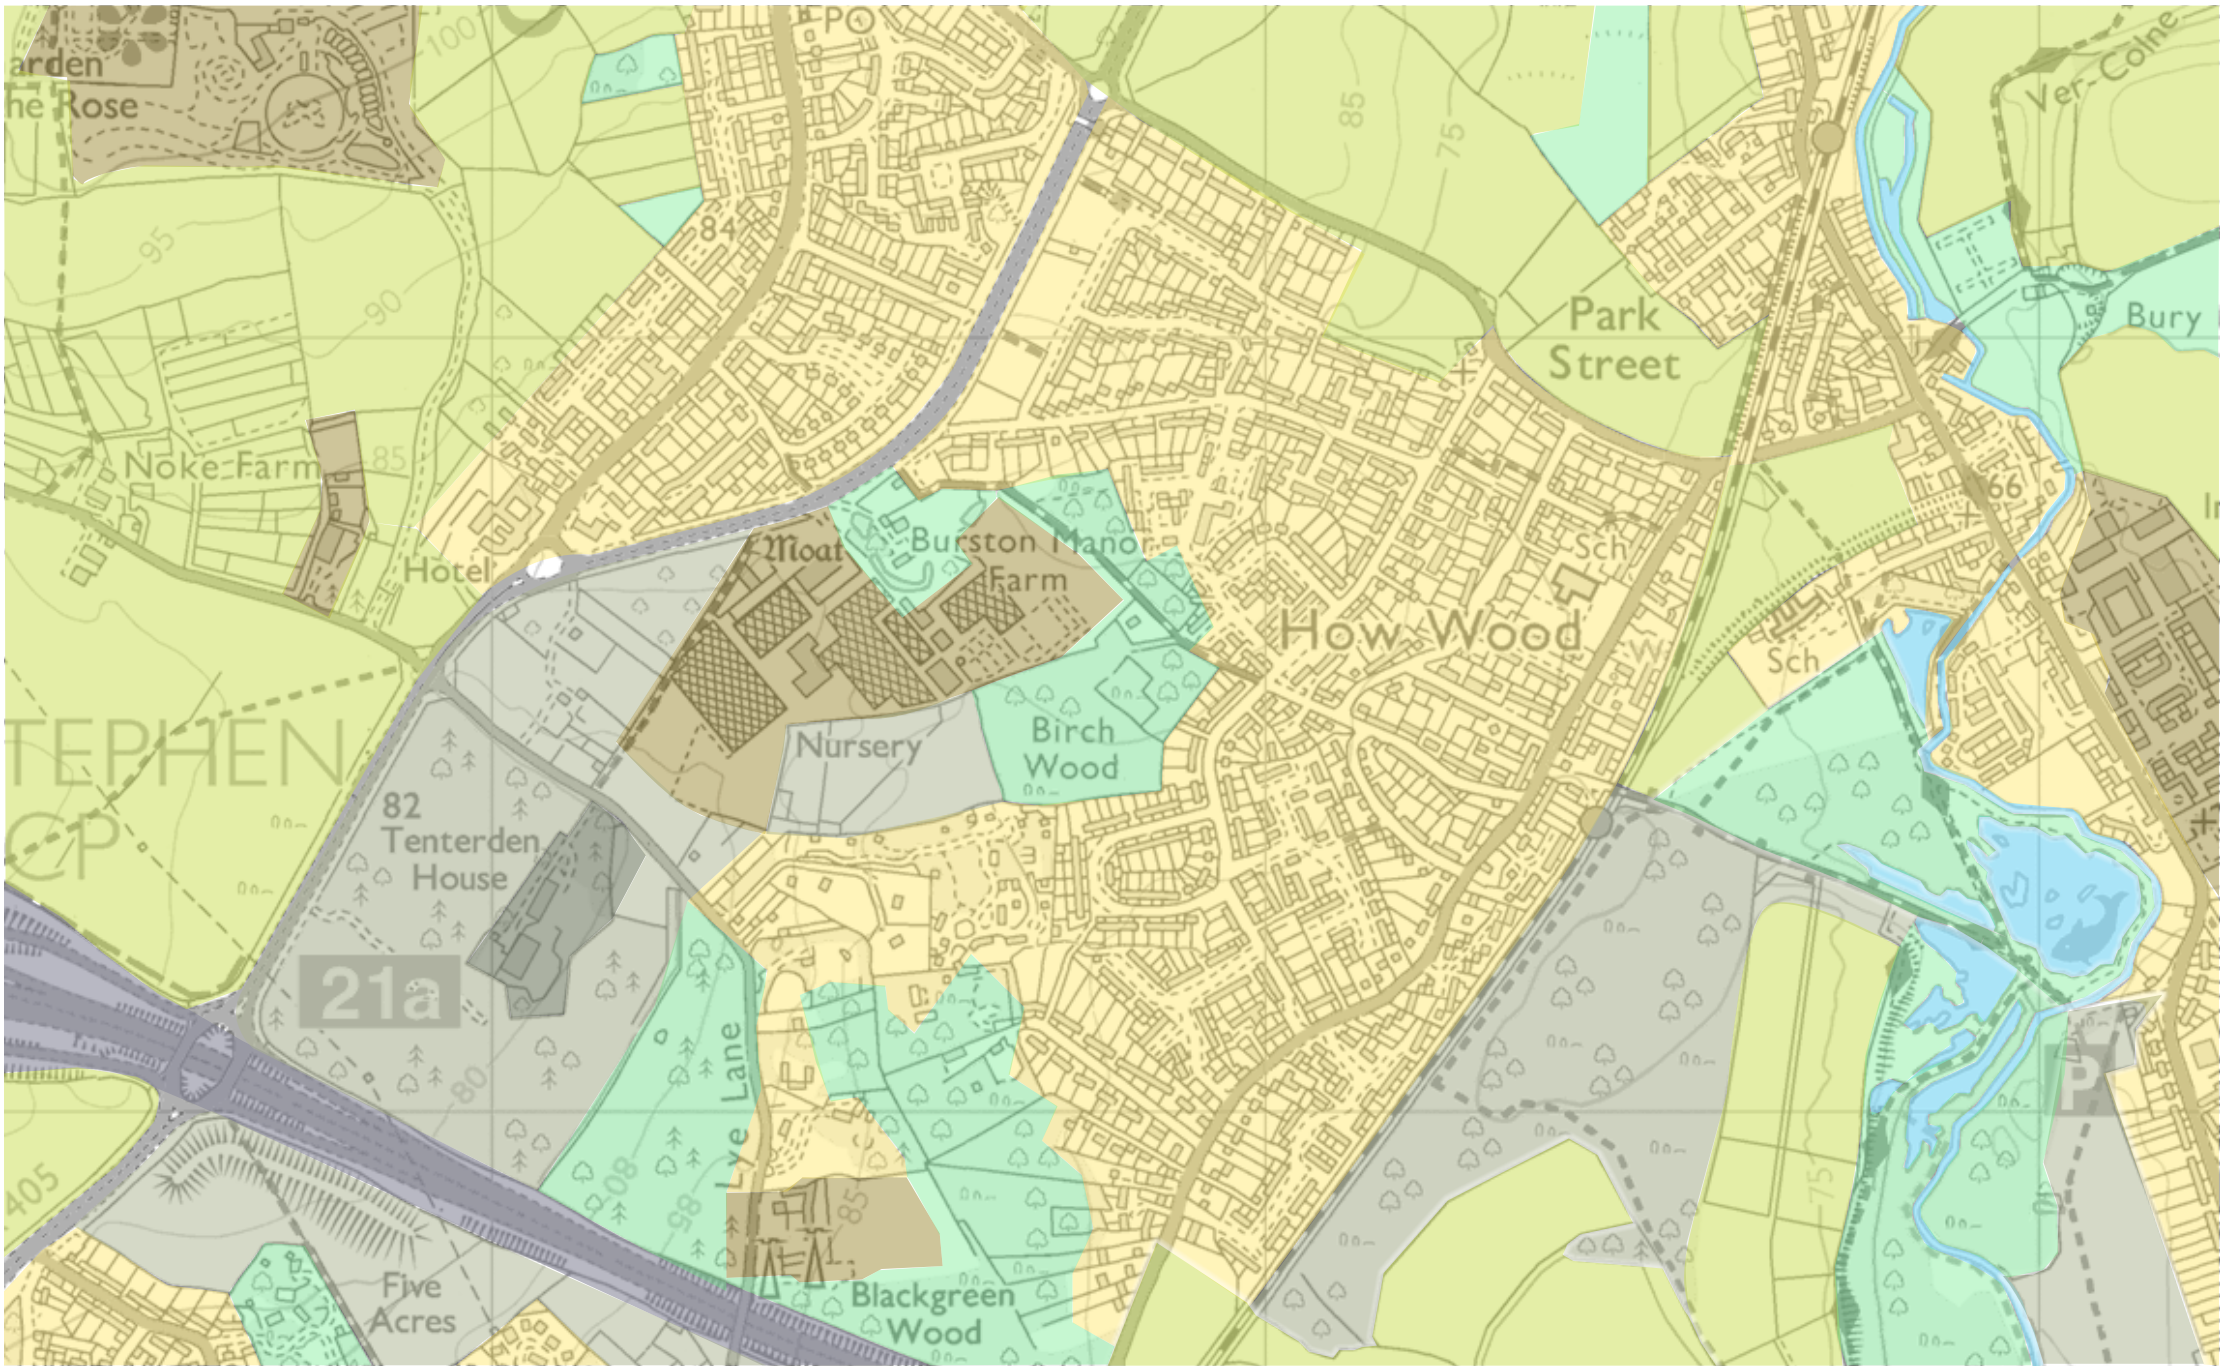 PO
100
arden
he Rose
Ver-Colne
85
75
84
95
90
Park
Street
Bury
Noke Farm
85
66
Hotel
Moat
Burston Manor
Farm
Sch
How Wood
W
Sch
TEPHEN
CP
Nursery
Birch
Wood
82
Tenterden
House
21a
80
Lye Lane
80
85
85
P
75
405
Five
Acres
Blackgreen
Wood